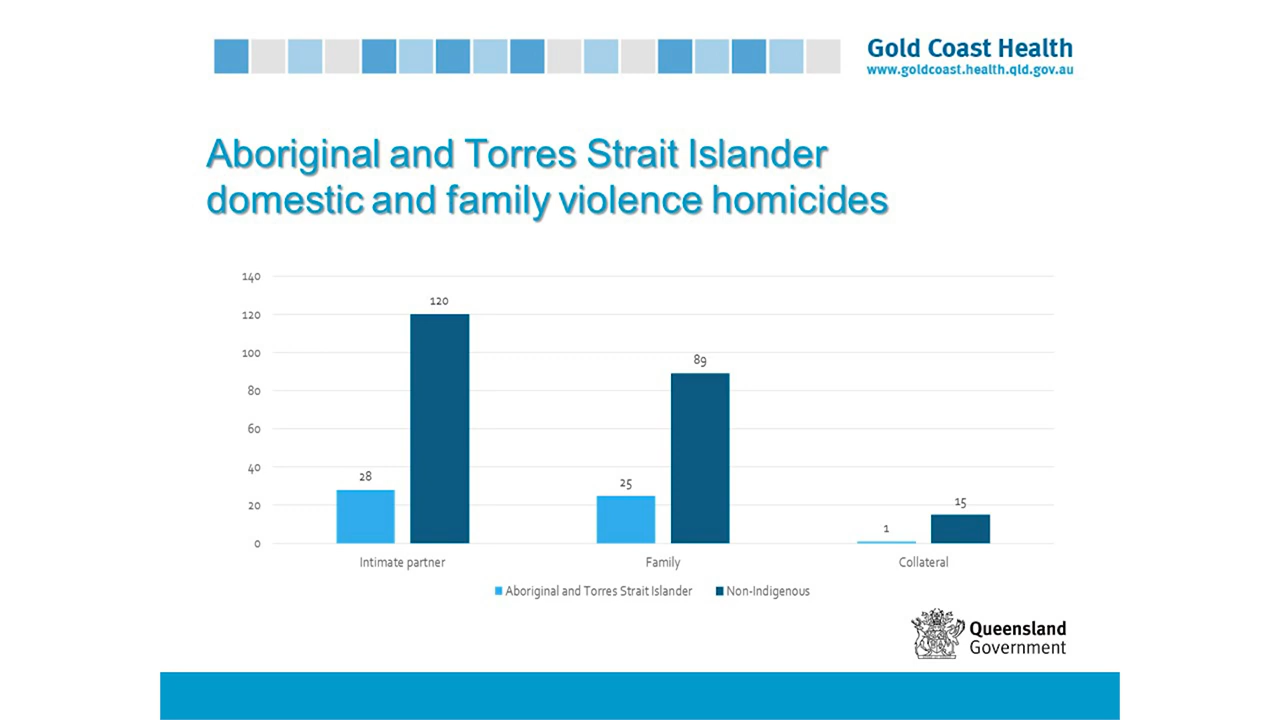 Gold Coast Health
www.goldcoast.health.qld.gov.au
Aboriginal and Torres Strait Islander
domestic and family violence homicides
140
120
100
80
60
40
20
0
28
120
25
89
1
15
Intimate partner
Family
Collateral
Aboriginal and Torres Strait Islander
Non-Indigenous
Queensland
Government